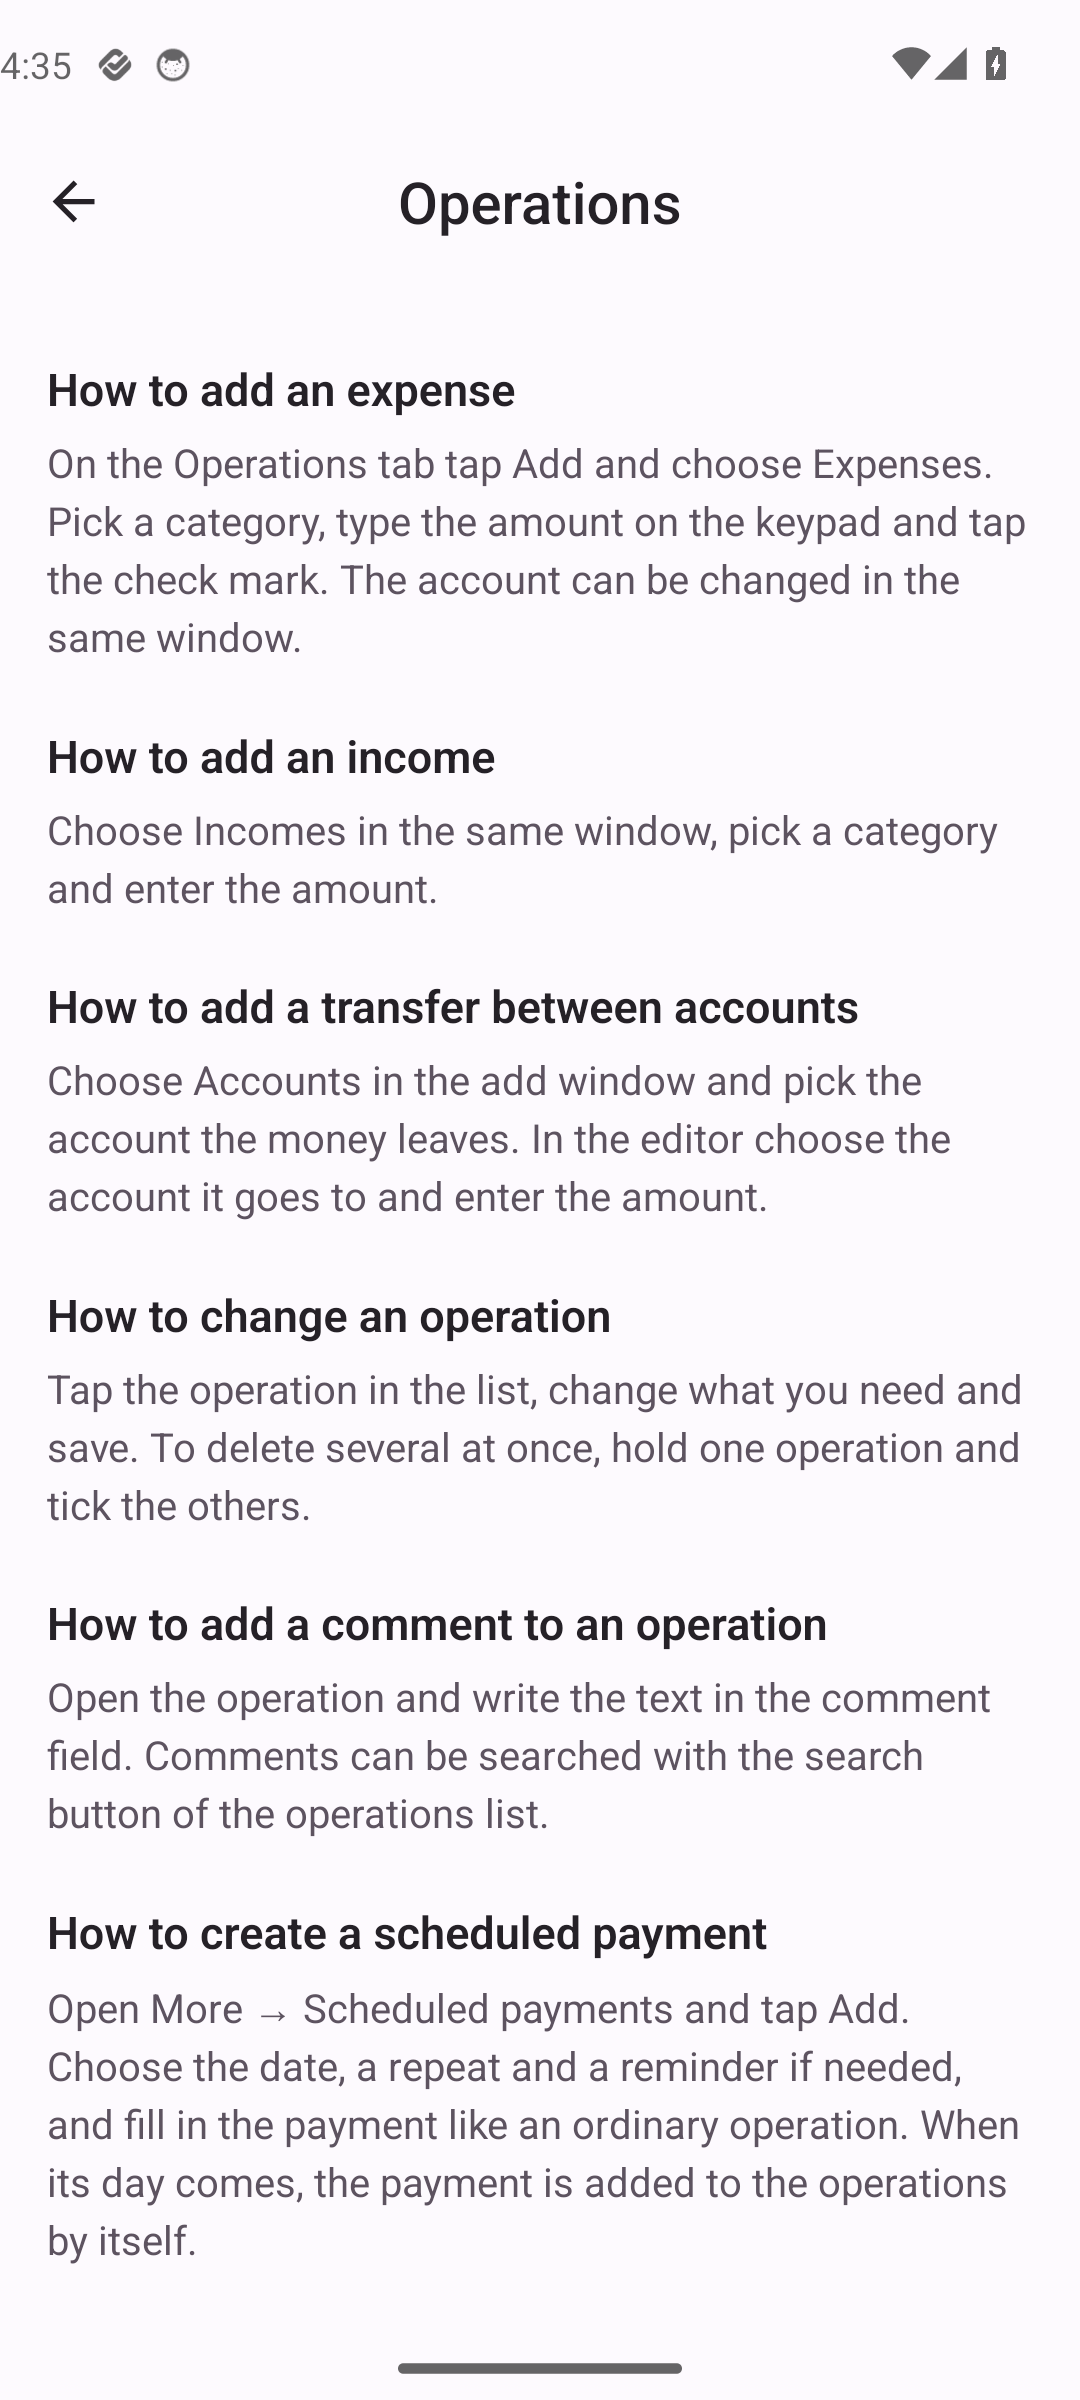 4:35
Operations
How to add an expense
On the Operations tab tap Add and choose Expenses.
Pick a category, type the amount on the keypad and tap
the check mark. The account can be changed in the
same window.
How to add an income
Choose Incomes in the same window, pick a category
and enter the amount.
How to add a transfer between accounts
Choose Accounts in the add window and pick the
account the money leaves. In the editor choose the
account it goes to and enter the amount.
How to change an operation
Tap the operation in the list, change what you need and
save. To delete several at once, hold one operation and
tick the others.
How to add a comment to an operation
Open the operation and write the text in the comment
field. Comments can be searched with the search
button of the operations list.
How to create a scheduled payment
Open More → Scheduled payments and tap Add.
Choose the date, a repeat and a reminder if needed,
and fill in the payment like an ordinary operation. When
its day comes, the payment is added to the operations
by itself.